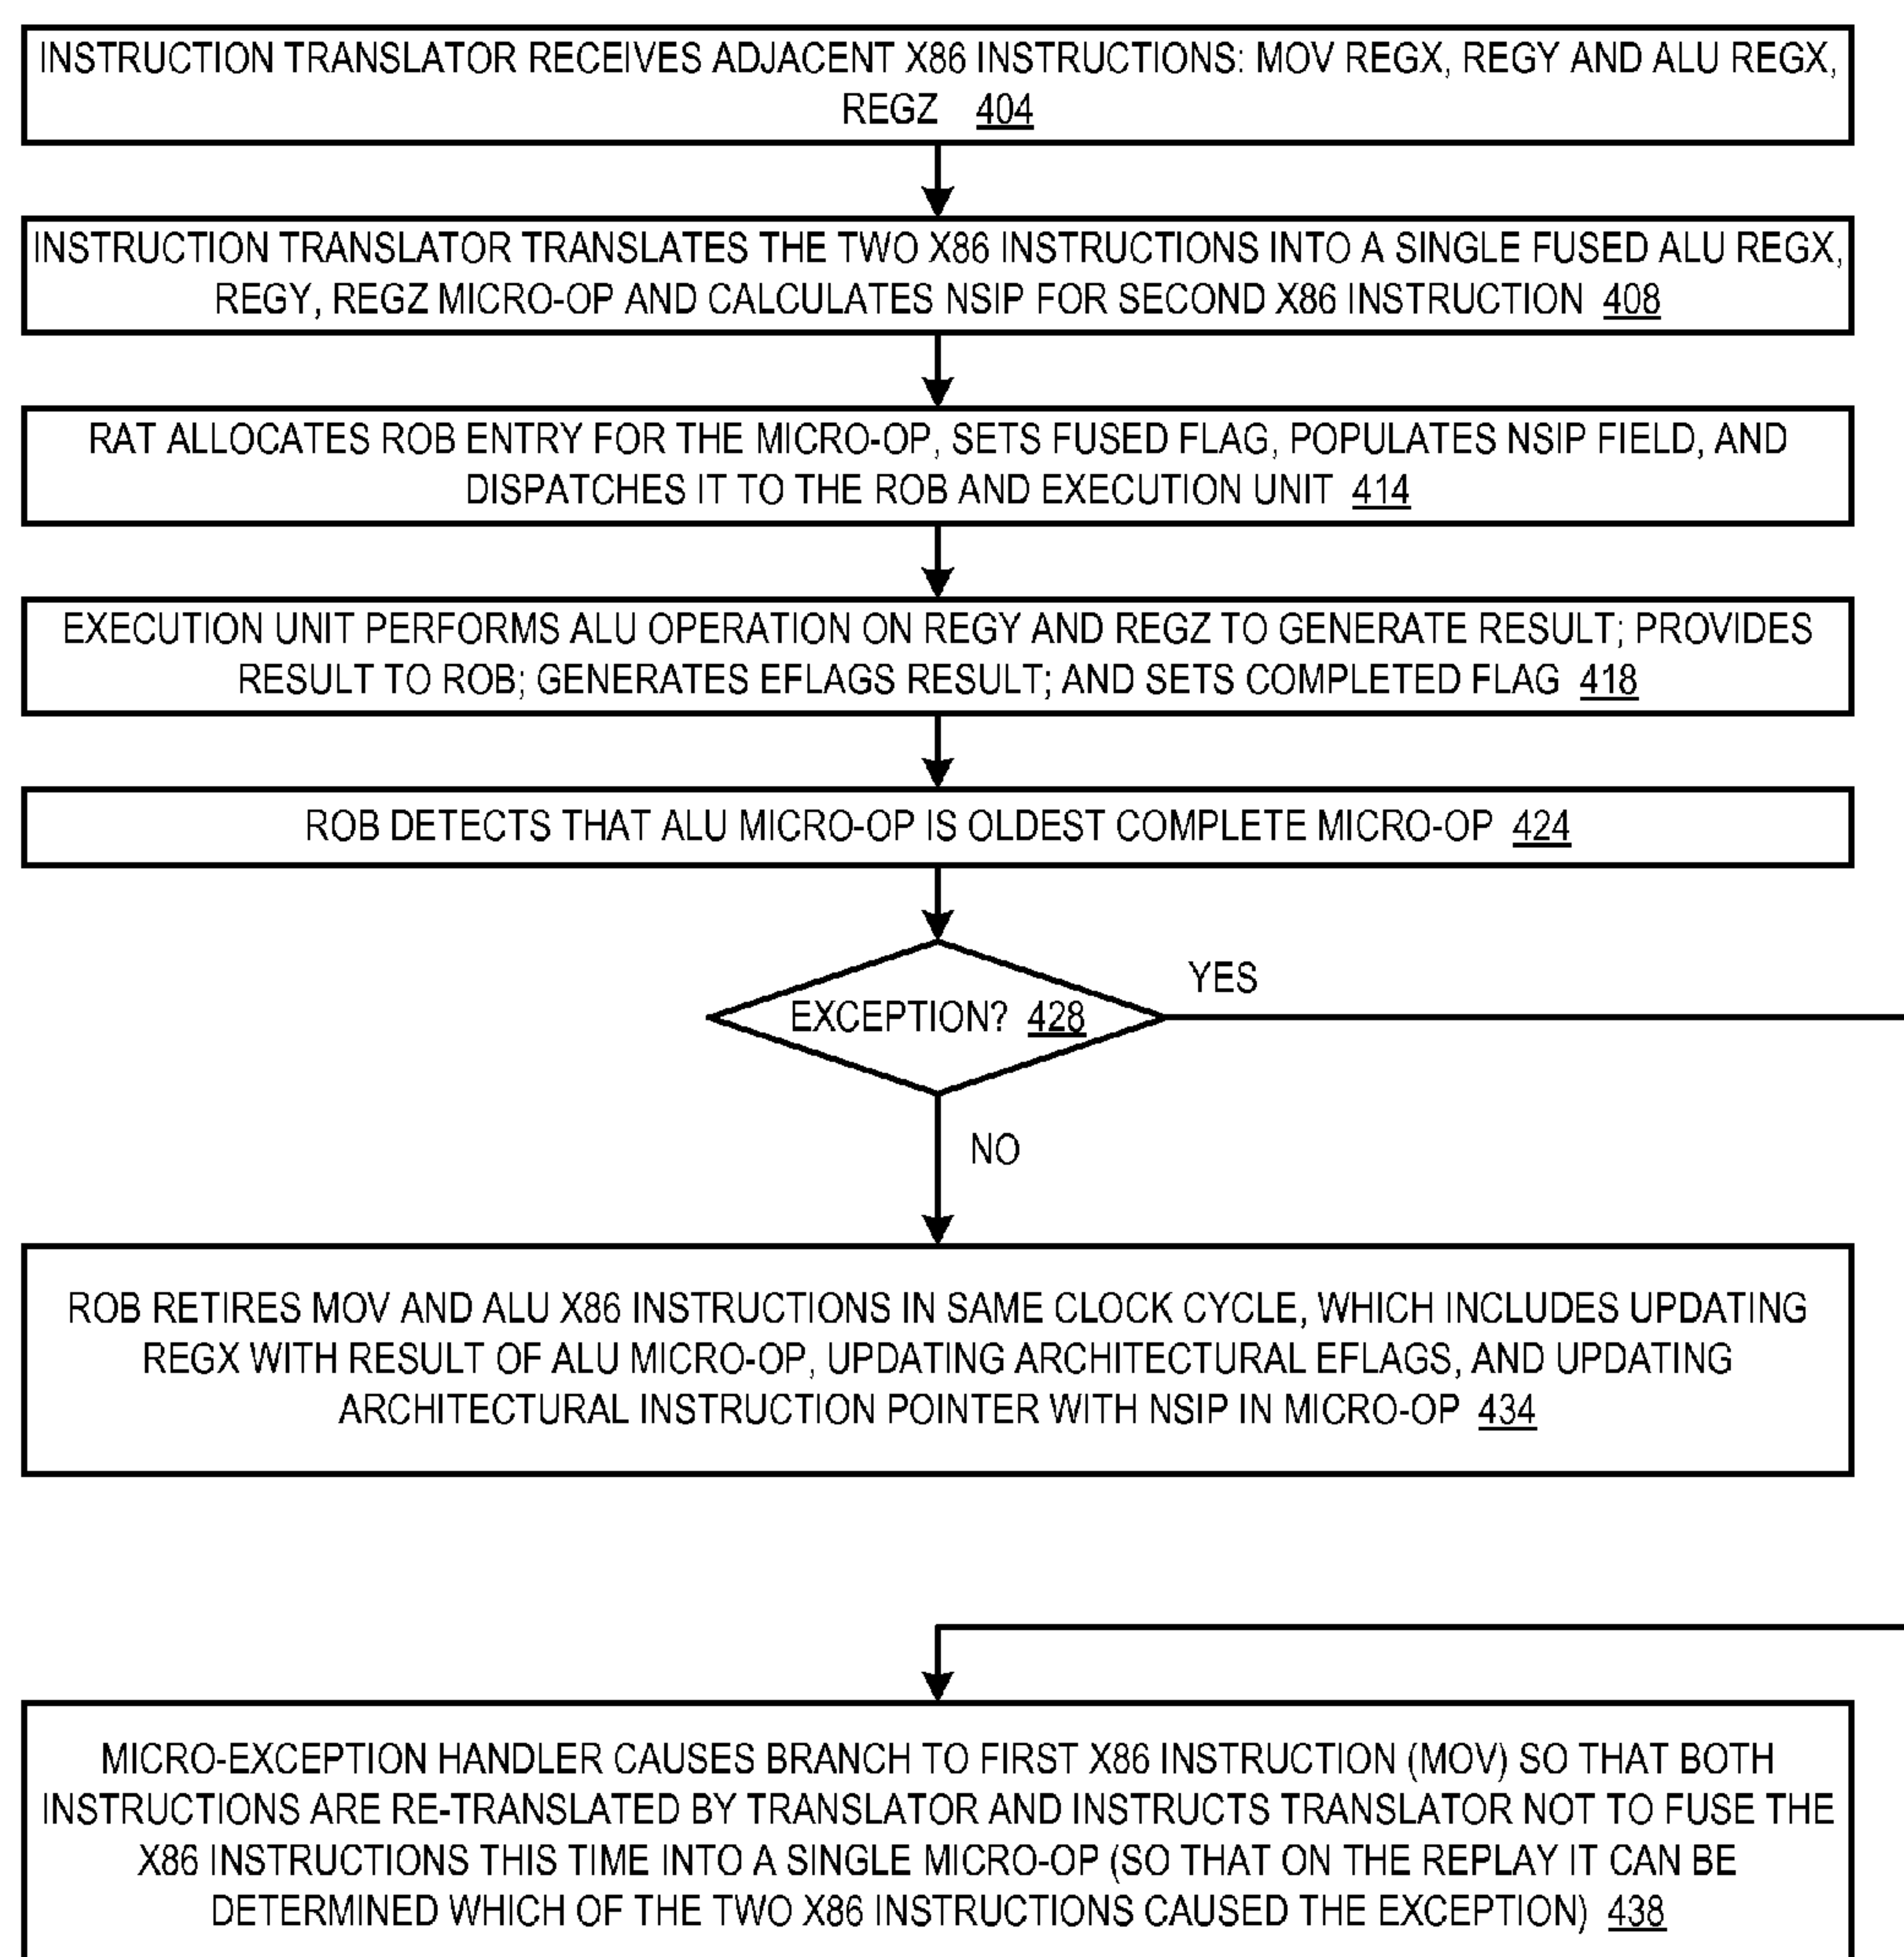 INSTRUCTION TRANSLATOR RECEIVES ADJACENT X86 INSTRUCTIONS: MOV REGX, REGY AND ALU REGX,
REGZ 404
INSTRUCTION TRANSLATOR TRANSLATES THE TWO X86 INSTRUCTIONS INTO A SINGLE FUSED ALU REGX,
REGY, REGZ MICRO-OP AND CALCULATES NSIP FOR SECOND X86 INSTRUCTION 408
RAT ALLOCATES ROB ENTRY FOR THE MICRO-OP, SETS FUSED FLAG, POPULATES NSIP FIELD, AND
DISPATCHES IT TO THE ROB AND EXECUTION UNIT 414
EXECUTION UNIT PERFORMS ALU OPERATION ON REGY AND REGZ TO GENERATE RESULT; PROVIDES
RESULT TO ROB; GENERATES EFLAGS RESULT; AND SETS COMPLETED FLAG 418
ROB DETECTS THAT ALU MICRO-OP IS OLDEST COMPLETE MICRO-OP 424
YES
EXCEPTION? 428
NO
ROB RETIRES MOV AND ALU X86 INSTRUCTIONS IN SAME CLOCK CYCLE, WHICH INCLUDES UPDATING
REGX WITH RESULT OF ALU MICRO-OP, UPDATING ARCHITECTURAL EFLAGS, AND UPDATING
ARCHITECTURAL INSTRUCTION POINTER WITH NSIP IN MICRO-OP 434
MICRO-EXCEPTION HANDLER CAUSES BRANCH TO FIRST X86 INSTRUCTION (MOV) SO THAT BOTH
INSTRUCTIONS ARE RE-TRANSLATED BY TRANSLATOR AND INSTRUCTS TRANSLATOR NOT TO FUSE THE
X86 INSTRUCTIONS THIS TIME INTO A SINGLE MICRO-OP (SO THAT ON THE REPLAY IT CAN BE
DETERMINED WHICH OF THE TWO X86 INSTRUCTIONS CAUSED THE EXCEPTION) 438